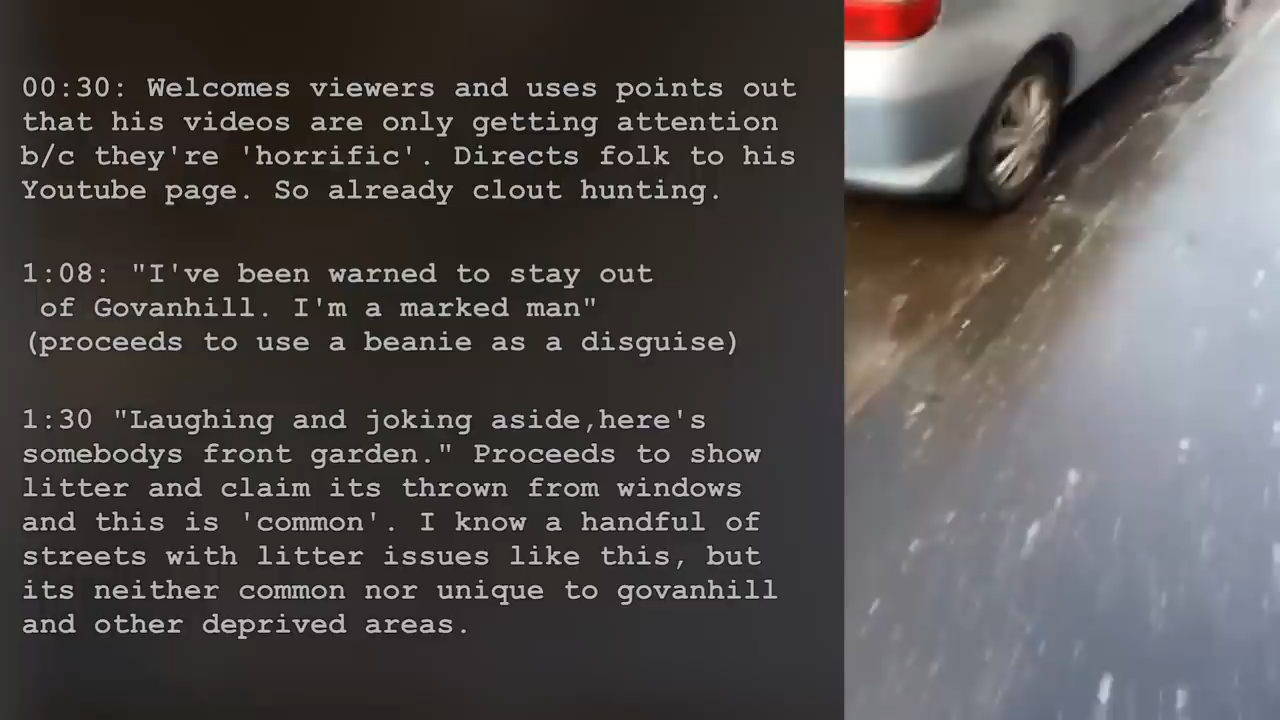 00:30: Welcomes viewers and uses points out
that his videos are only getting attention
b/c they're 'horrific'. Directs folk to his
Youtube page. So already clout hunting.
1:08: "I've been warned to stay out
of Govanhill. I'm a marked man"
(proceeds to use a beanie as a disguise)
1:30 "Laughing and joking aside,here's
somebodys front garden." Proceeds to show
litter and claim its thrown from windows
and this is 'common'. I know a handful of
streets with litter issues like this, but
its neither common nor unique to govanhill
and other deprived areas.